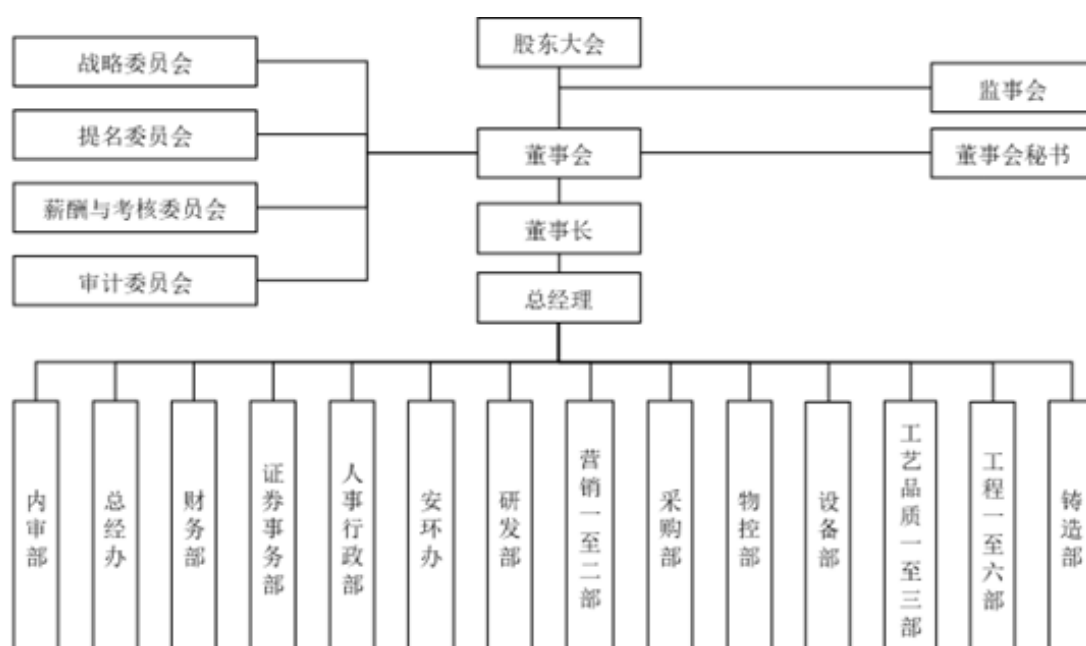 股东大会
战略委员会
监事会
提名委员会
董事会
董事会秘书
薪酬与考核委员会
董事长
审计委员会
总经理
内审部
总经办
财务部
证券事务部
人事行政部
安环办
研发部
营销一至二部
采购部
物控部
设备部
工艺品质一至三部
工程一至六部
铸造部